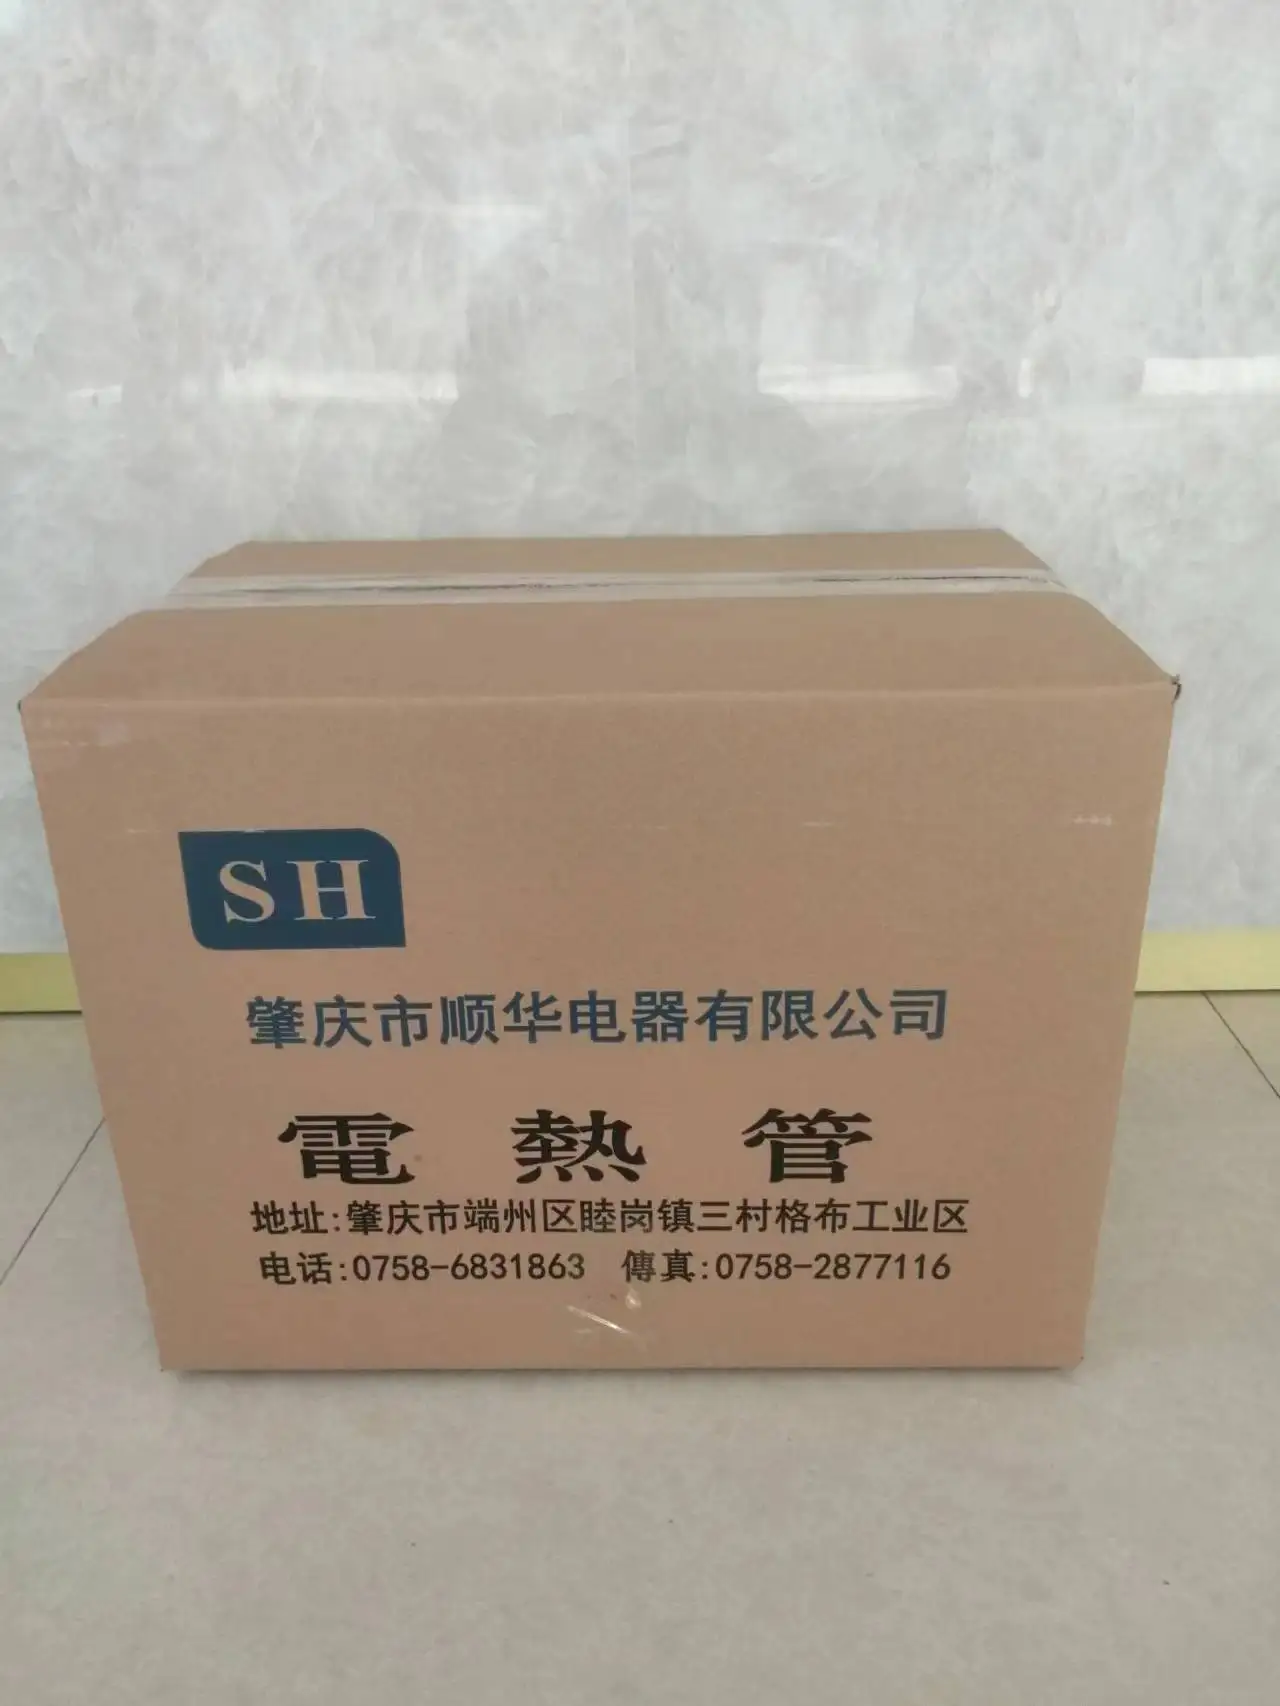 SH
肇庆市顺华电器有限公司
電熱管
地址:肇庆市端州区睦岗镇三村格布工业区
电话:0758-6831863 傳真:0758-2877116